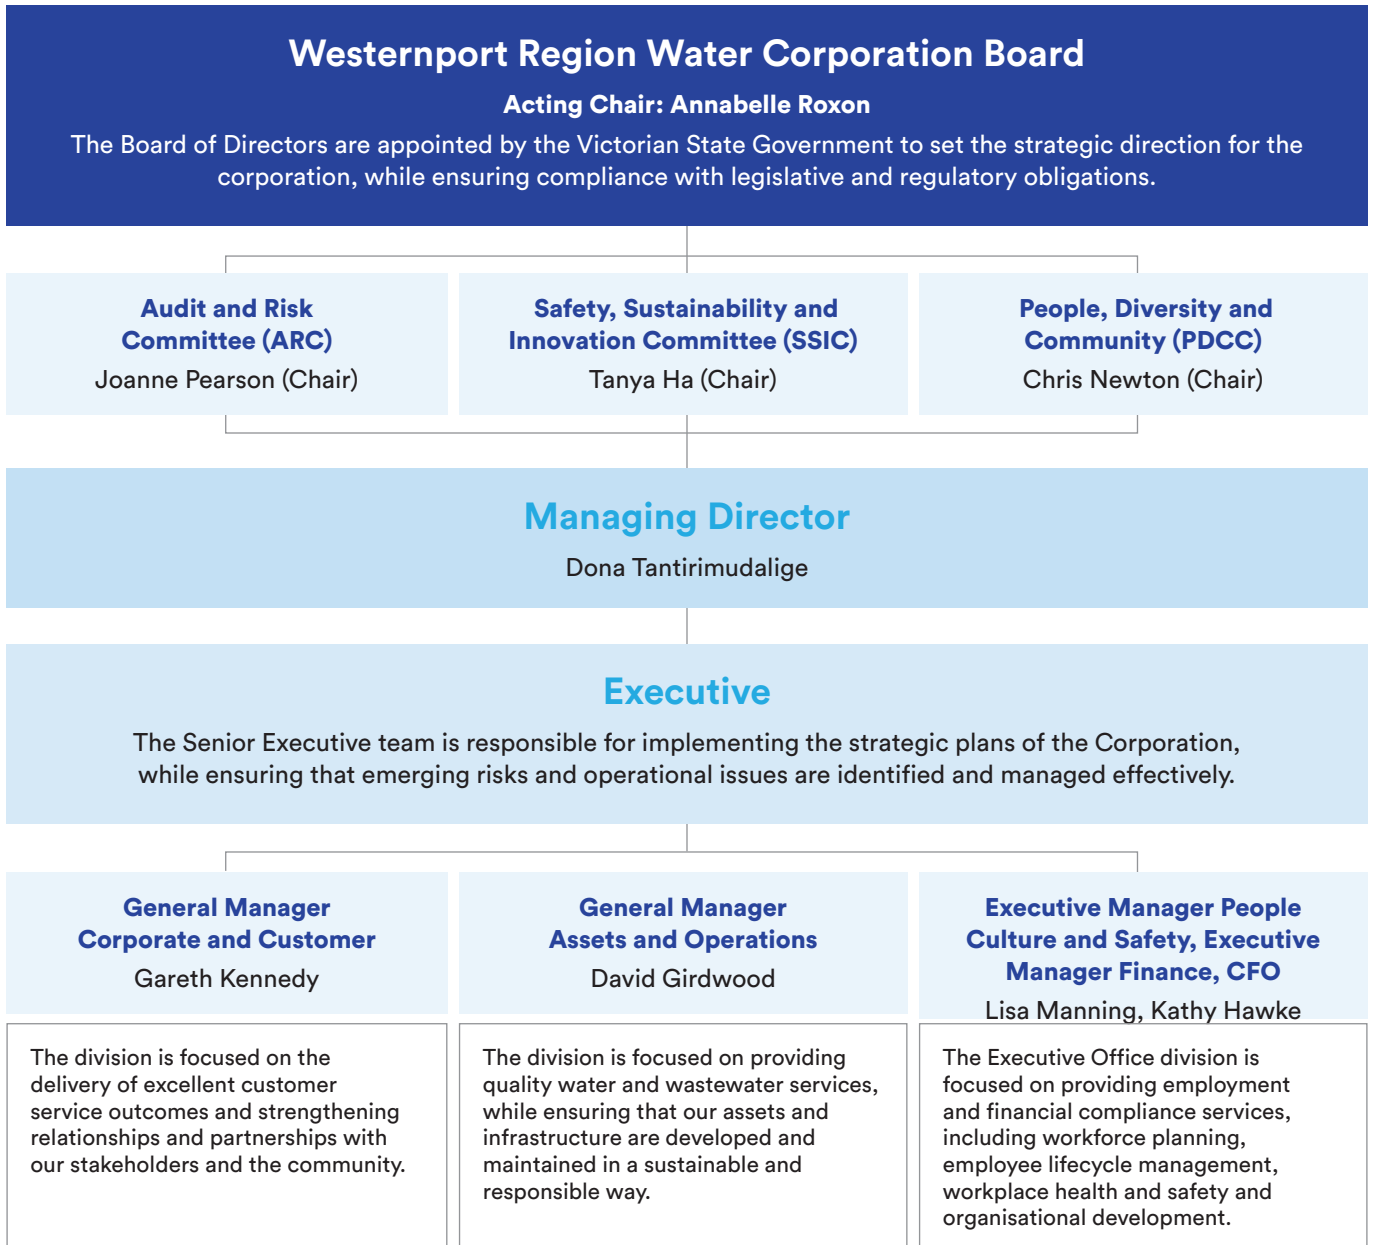 Westernport Region Water Corporation Board
Acting Chair: Annabelle Roxon
The Board of Directors are appointed by the Victorian State Government to set the strategic direction for the
corporation, while ensuring compliance with legislative and regulatory obligations.
Audit and Risk
Committee (ARC)
Joanne Pearson (Chair)
Safety, Sustainability and
Innovation Committee (SSIC)
Tanya Ha (Chair)
People, Diversity and
Community (PDCC)
Chris Newton (Chair)
Managing Director
Dona Tantirimudalige
Executive
The Senior Executive team is responsible for implementing the strategic plans of the Corporation,
while ensuring that emerging risks and operational issues are identified and managed effectively.
General Manager
Corporate and Customer
Gareth Kennedy
The division is focused on the
delivery of excellent customer
service outcomes and strengthening
relationships and partnerships with
our stakeholders and the community.
General Manager
Assets and Operations
David Girdwood
The division is focused on providing
quality water and wastewater services,
while ensuring that our assets and
infrastructure are developed and
maintained in a sustainable and
responsible way.
Executive Manager People
Culture and Safety, Executive
Manager Finance, CFO
Lisa Manning, Kathy Hawke
The Executive Office division is
focused on providing employment
and financial compliance services,
including workforce planning,
employee lifecycle management,
workplace health and safety and
organisational development.